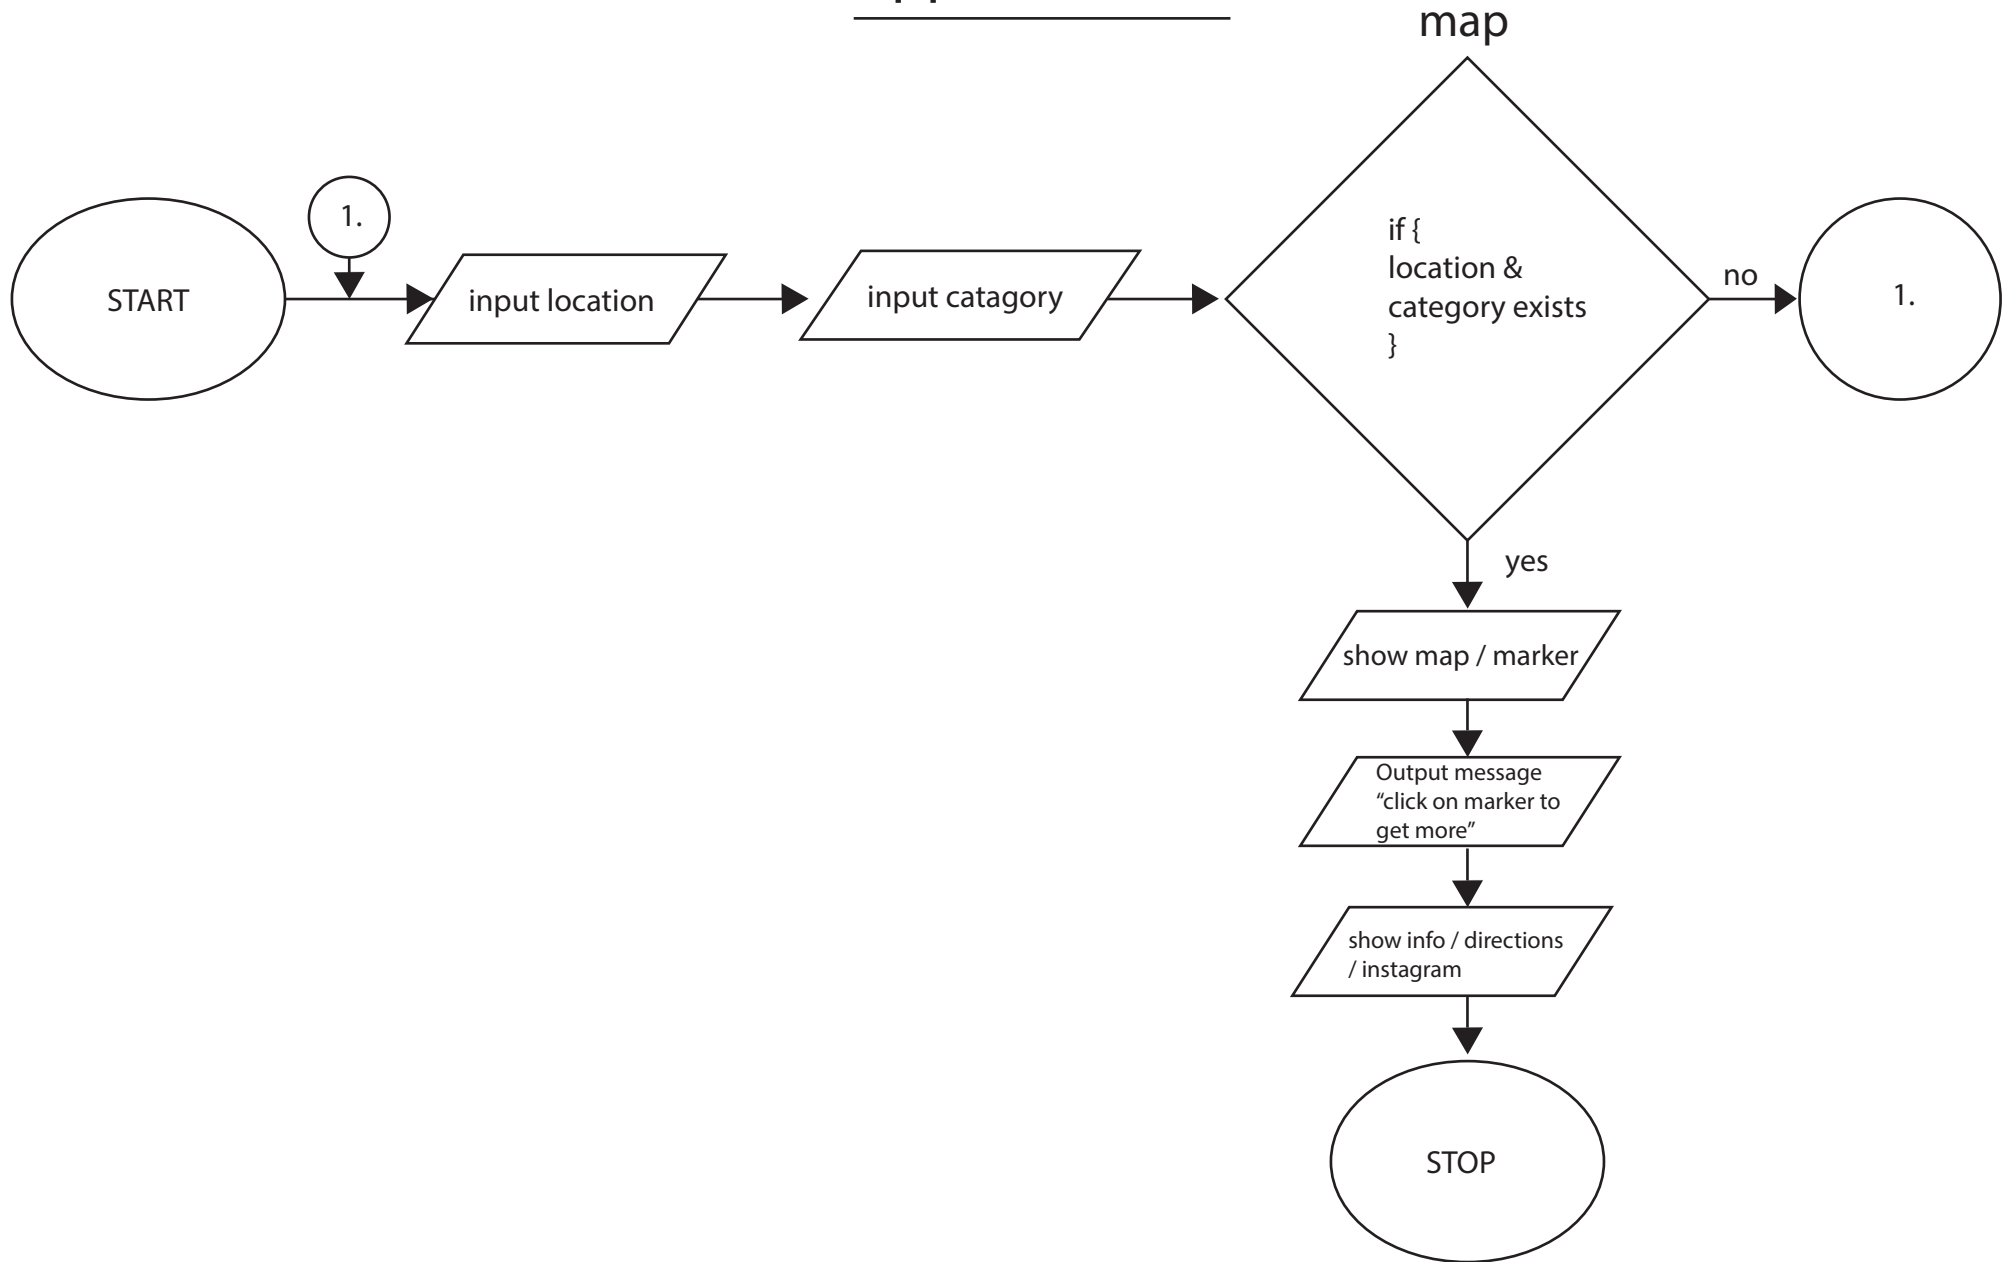 map
START
1.
input location
input catagory
if {
location &
category exists
}
no
1.
yes
show map / marker
Output message
“click on marker to
get more”
show info / directions
/ instagram
STOP